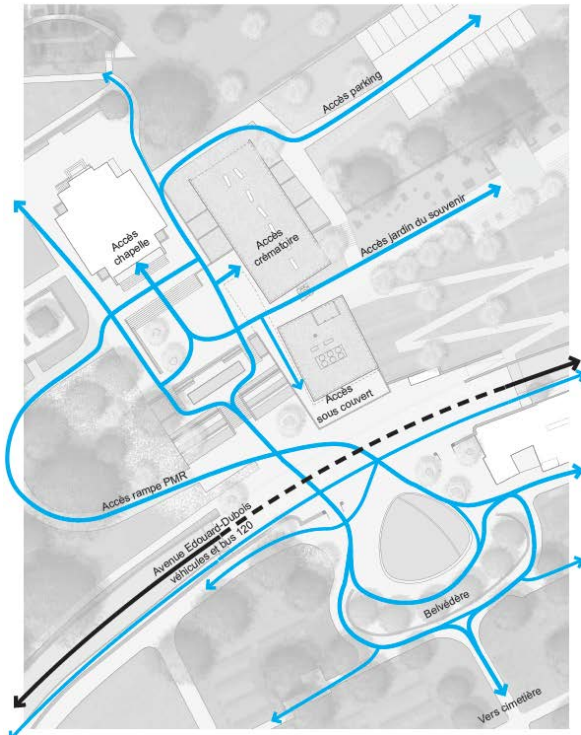 Accès parking
Accès jardin du souvenir
Accès
chapelle
Accès
crématoire
Accès
sous couvert
Accès rampe PMR
Avenue Edouard-Dubois
véhicules et bus 120
Belvédère
Vers cimetière